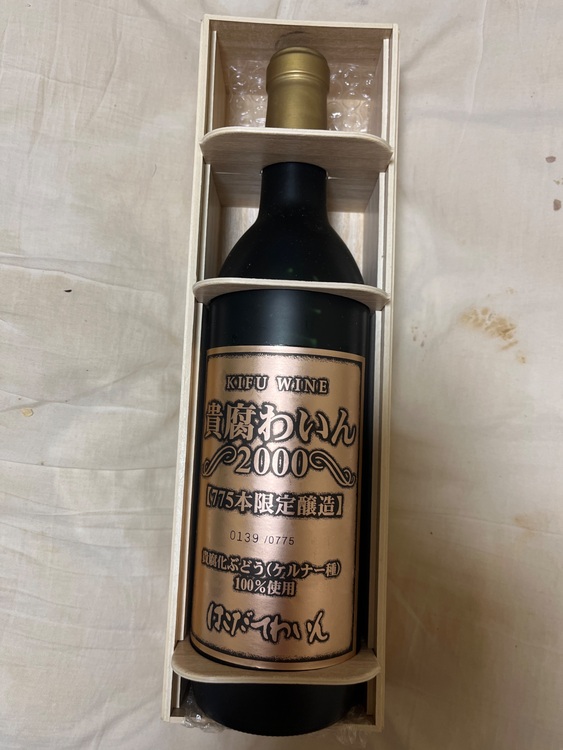 KIFU WINE
貴腐わいん
2000
【775本限定醸造】
0139 /0775
貴腐化ぶどう(ケルナー種)
100%使用
はこだてわいん